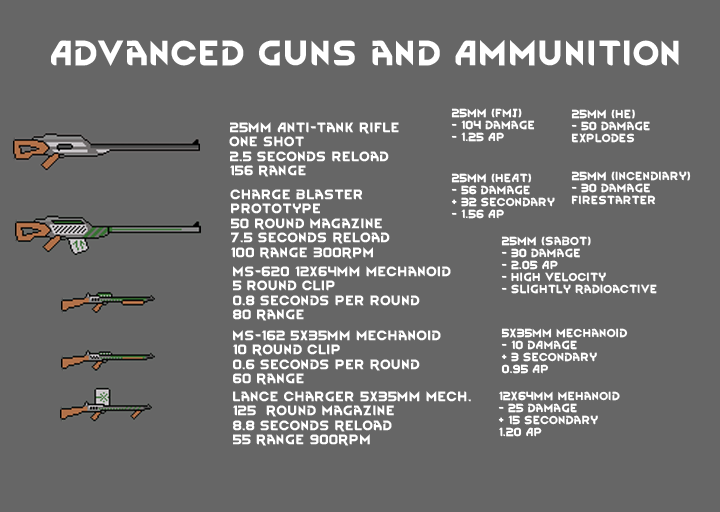 ADVANCED GUNS AND AMMUNITION
25MM ANTI-TANK RIFLE
ONE SHOT
2.5 SECONDS RELOAD
156 RANGE
CHARGE BLASTER
PROTOTYPE
50 ROUND MAGAZINE
7.5 SECONDS RELOAD
100 RANGE 300RPM
MS-620 12X64MM MECHANOID
5 ROUND CLIP
0.8 SECONDS PER ROUND
80 RANGE
MS-162 5X35MM MECHANOID
10 ROUND CLIP
0.6 SECONDS PER ROUND
60 RANGE
LANCE CHARGER 5X35MM MECH.
125 ROUND MAGAZINE
8.8 SECONDS RELOAD
55 RANGE 900RPM
25MM (FMJ)
- 104 DAMAGE
- 1.25 AP
25MM (HE)
- 50 DAMAGE
EXPLODES
25MM (HEAT)
- 56 DAMAGE
+ 32 SECONDARY
- 1.56 AP
25MM (INCENDIARY)
- 30 DAMAGE
FIRESTARTER
25MM (SABOT)
- 30 DAMAGE
- 2.05 AP
- HIGH VELOCITY
- SLIGHTLY RADIOACTIVE
5X35MM MECHANOID
- 10 DAMAGE
+ 3 SECONDARY
0.95 AP
12X64MM MEHANOID
- 25 DAMAGE
+ 15 SECONDARY
1.20 AP